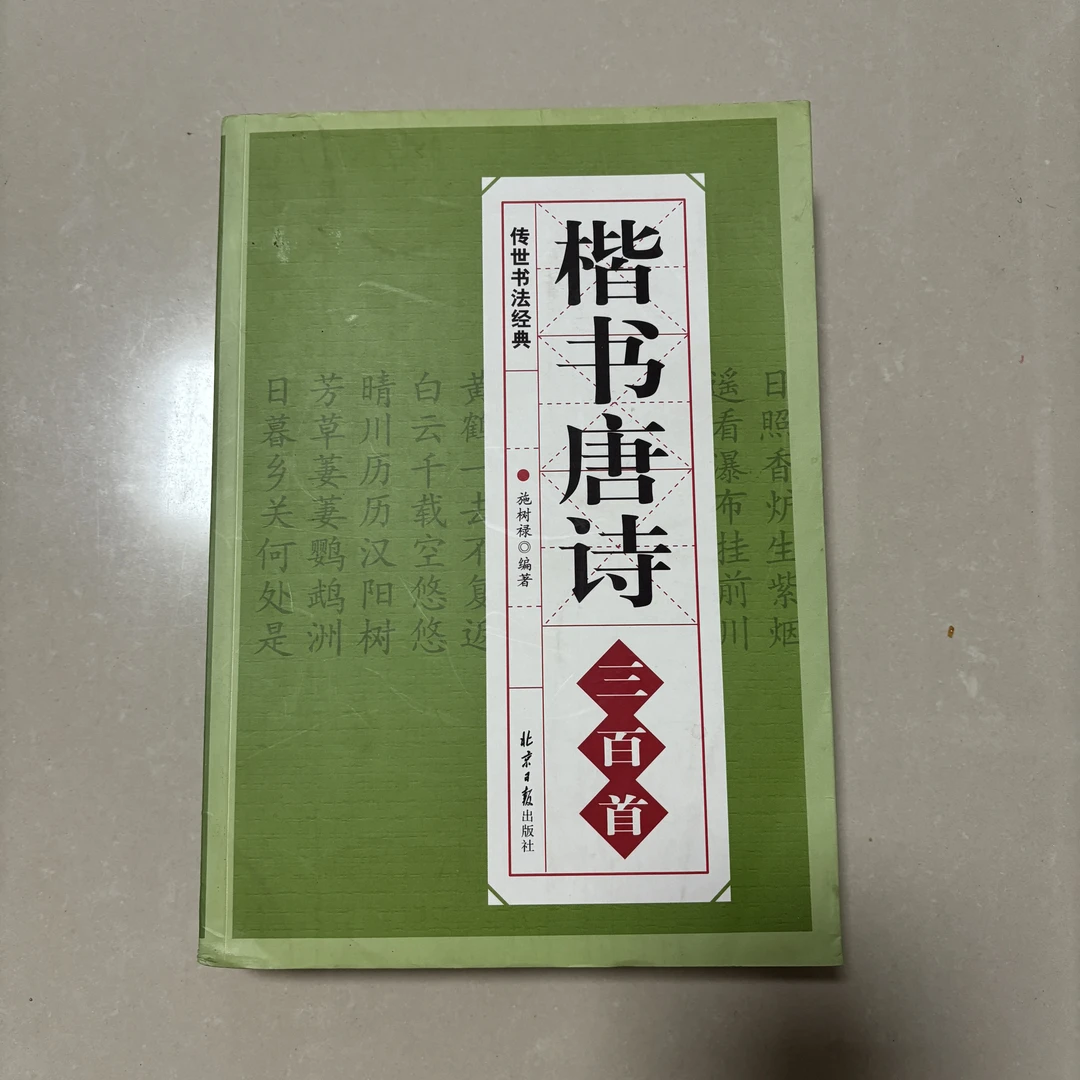 楷书唐诗
三百首
传世书法经典
施树禄◎编著
北京日报出版社
日照香炉生紫烟
遥看瀑布挂前川
黄鹤一去不复返
白云千载空悠悠
晴川历历汉阳树
芳草萋萋鹦鹉洲
日暮乡关何处是